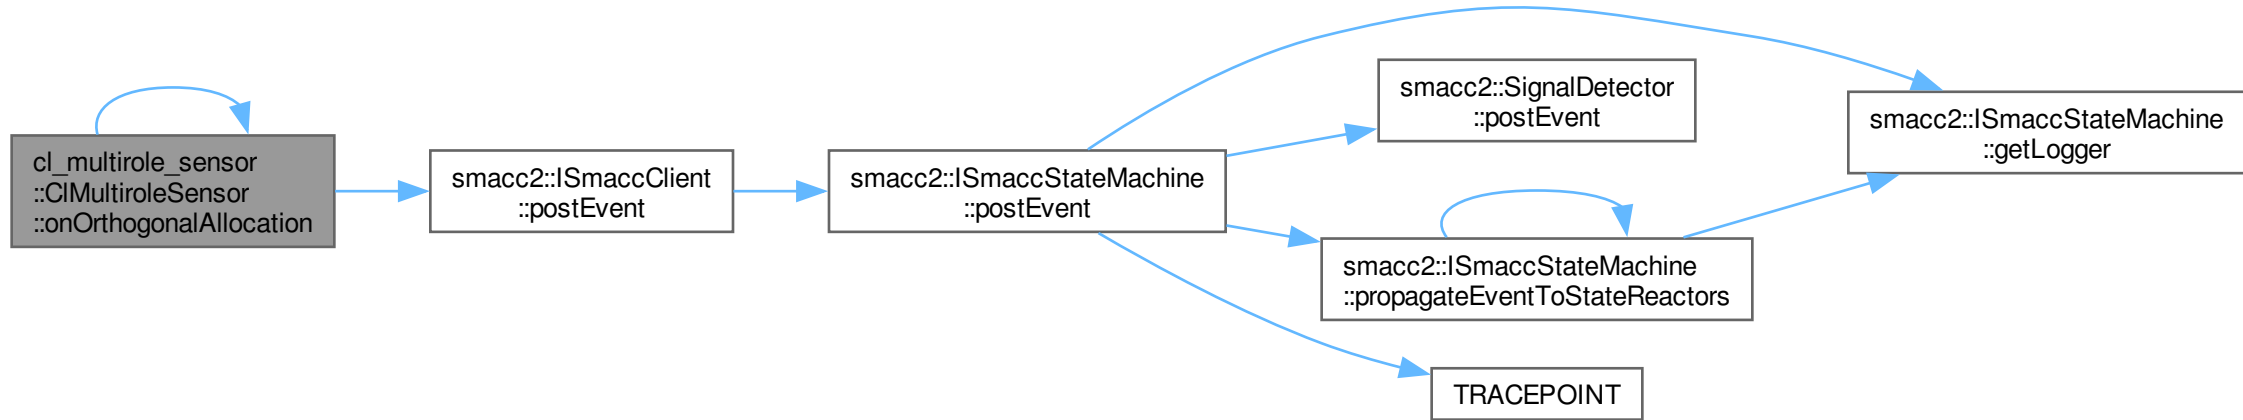 cl_multirole_sensor
::ClMultiroleSensor
::onOrthogonalAllocation
smacc2::ISmaccClient
::postEvent
smacc2::ISmaccStateMachine
::postEvent
smacc2::SignalDetector
::postEvent
smacc2::ISmaccStateMachine
::propagateEventToStateReactors
TRACEPOINT
smacc2::ISmaccStateMachine
::getLogger